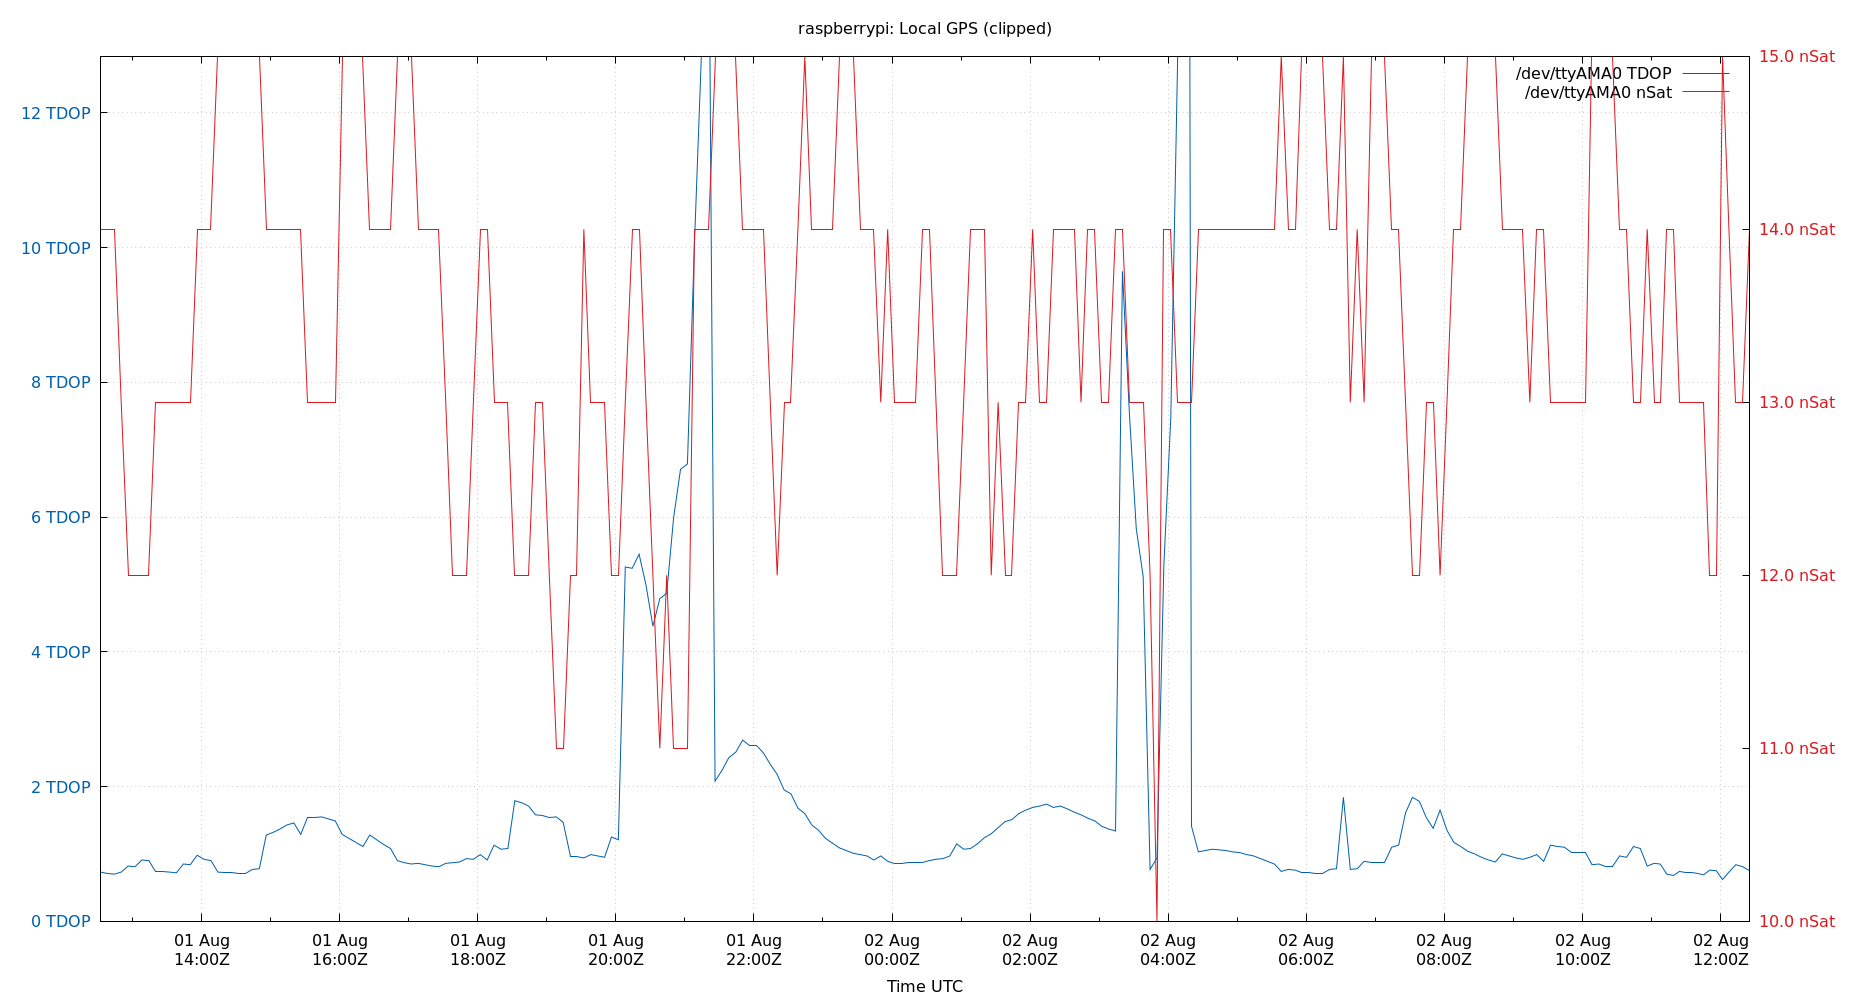 raspberrypi: Local GPS (clipped)
15.0 nSat
/dev/ttyAMA0 TDOP
/dev/ttyAMA0 nSat
12 TDOP
14.0 nSat
10 TDOP
8 TDOP
13.0 nSat
6 TDOP
12.0 nSat
4 TDOP
11.0 nSat
2 TDOP
0 TDOP
10.0 nSat
01 Aug 01 Aug 01 Aug 01 Aug 01 Aug 02 Aug 02 Aug 02 Aug 02 Aug 02 Aug 02 Aug 02 Aug
14:00Z 16:00Z 18:00Z 20:00Z 22:00Z 00:00Z 02:00Z 04:00Z 06:00Z 08:00Z 10:00Z 12:00Z
Time UTC